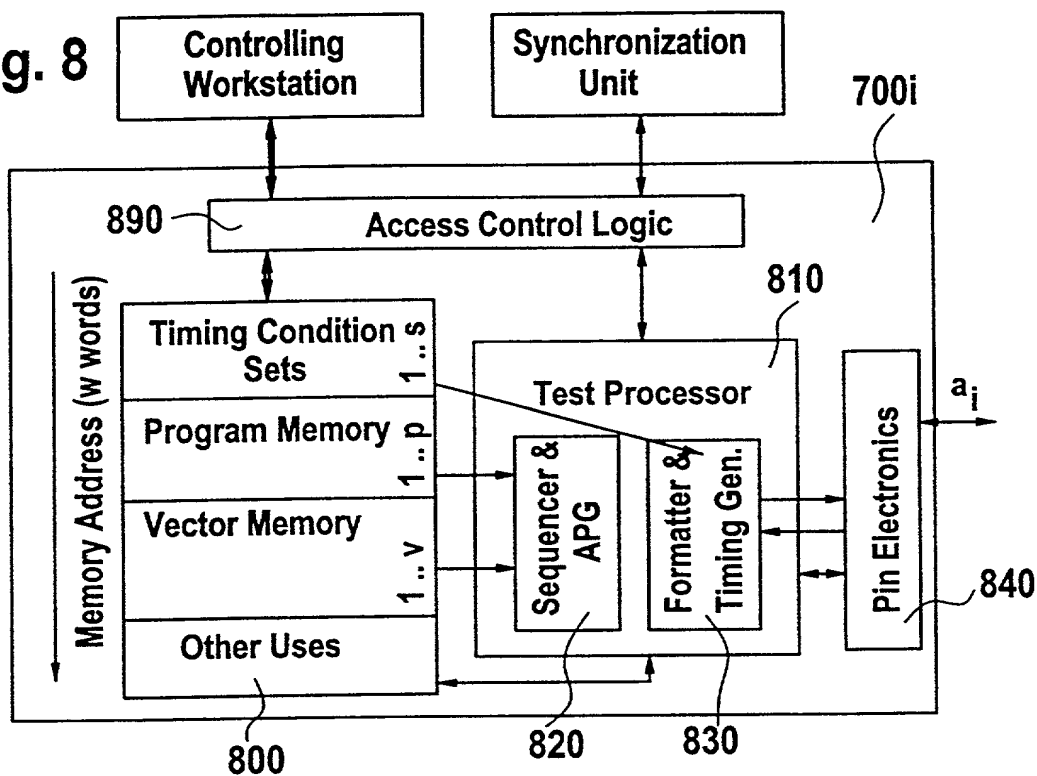 g. 8
Controlling
Workstation
Synchronization
Unit
700i
890
Access Control Logic
Memory Address (w words)
Timing Condition
Sets
1 .. s
Program Memory
1 .. p
Vector Memory
1 .. v
Other Uses
800
810
Test Processor
Sequencer &
APG
820
Formatter &
Timing Gen.
830
Pin Electronics
840
ai